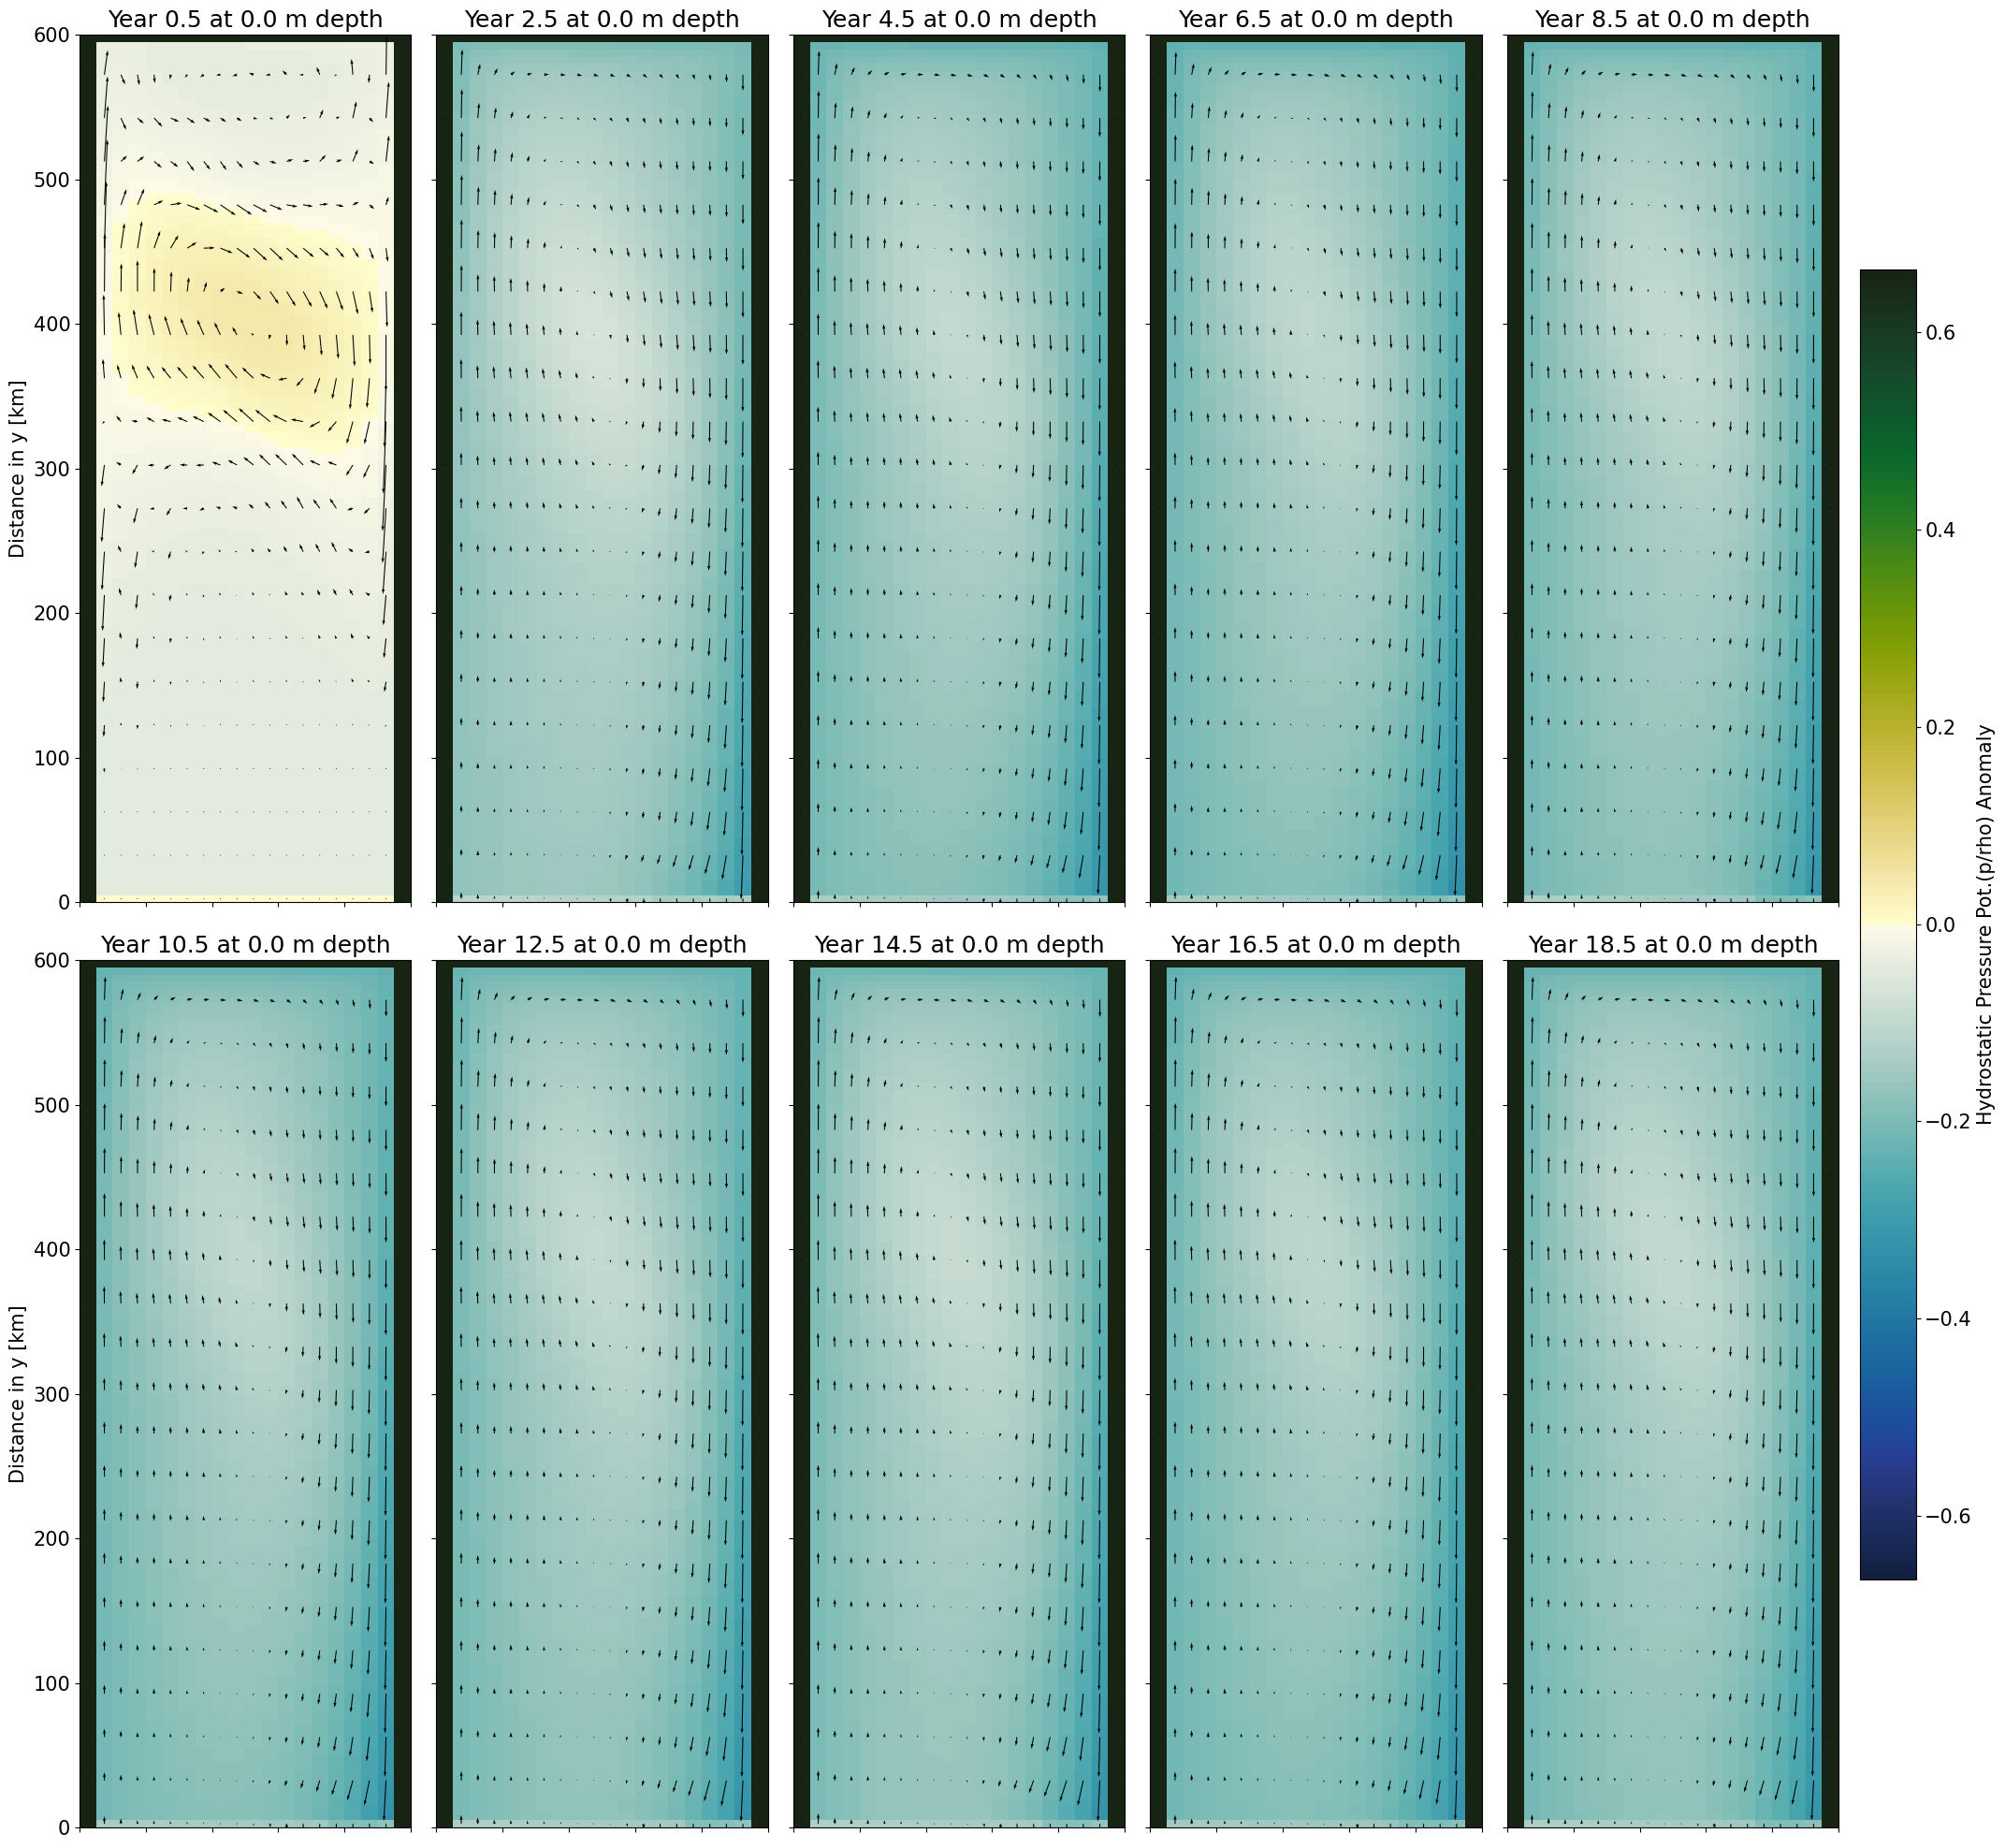 Year 0.5 at 0.0 m depth
Year 2.5 at 0.0 m depth
Year 4.5 at 0.0 m depth
Year 6.5 at 0.0 m depth
Year 8.5 at 0.0 m depth
600
500
400
300
200
100
0
Distance in y [km]
Year 10.5 at 0.0 m depth
Year 12.5 at 0.0 m depth
Year 14.5 at 0.0 m depth
Year 16.5 at 0.0 m depth
Year 18.5 at 0.0 m depth
600
500
400
300
200
100
0
Distance in y [km]
0.6
0.4
0.2
0.0
−0.2
−0.4
−0.6
Hydrostatic Pressure Pot.(p/rho) Anomaly